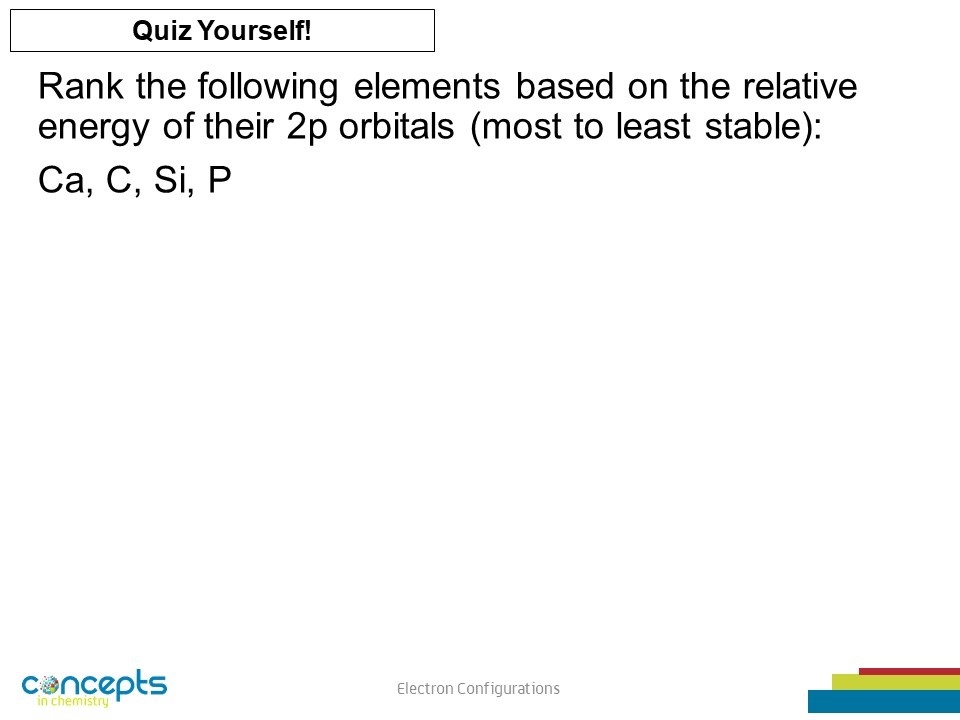 Quiz Yourself!
Rank the following elements based on the relative
energy of their 2p orbitals (most to least stable):
Ca, C, Si, P
concepts
in chemistry
Electron Configurations